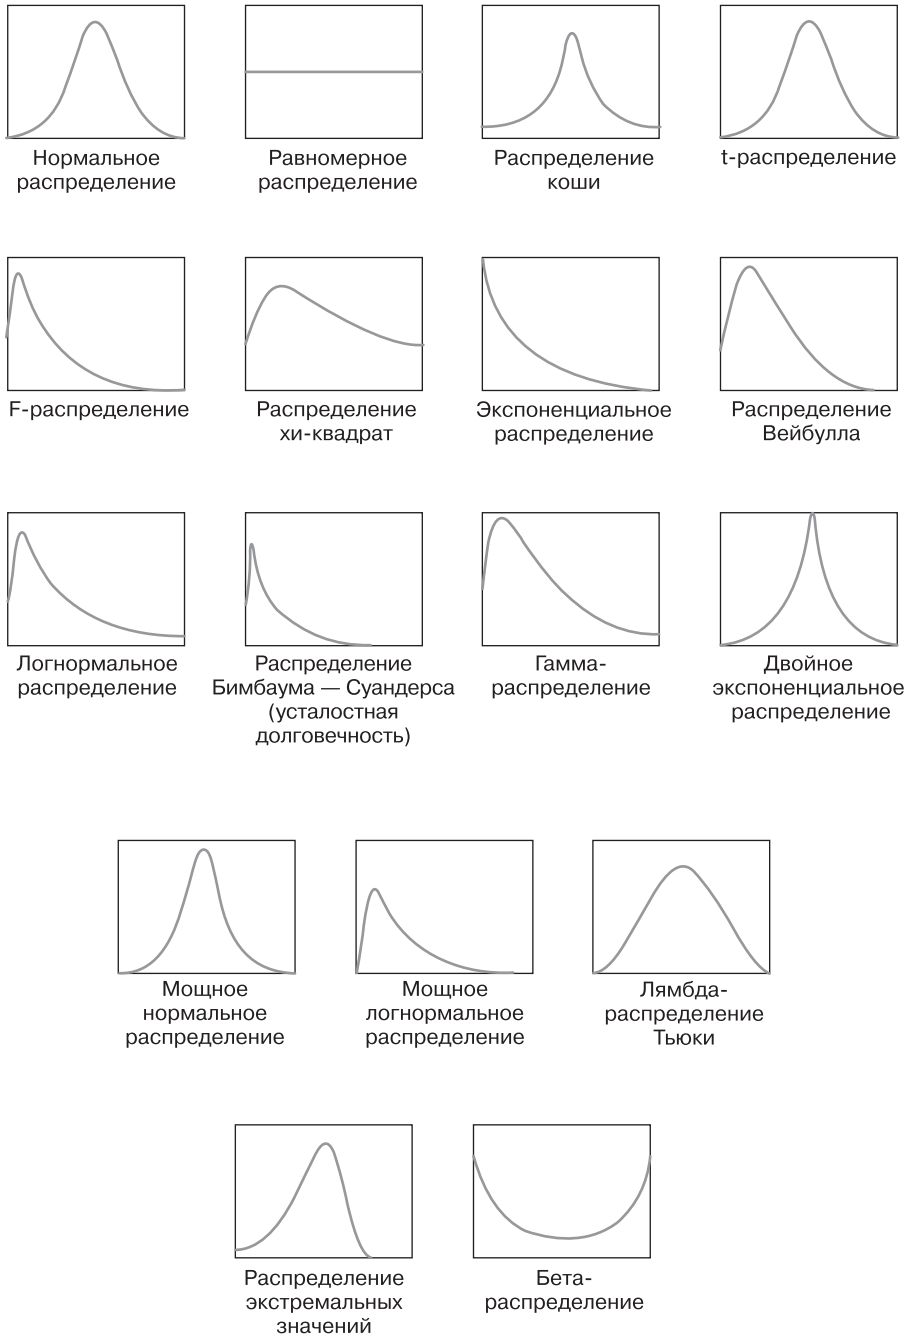 Нормальное
распределение
Равномерное
распределение
Распределение
коши
t-распределение
F-распределение
Распределение
хи-квадрат
Экспоненциальное
распределение
Распределение
Вейбулла
Логнормальное
распределение
Распределение
Бимбаума — Суандерса
(усталостная
долговечность)
Гамма-
распределение
Двойное
экспоненциальное
распределение
Мощное
нормальное
распределение
Мощное
логнормальное
распределение
Лямбда-
распределение
Тьюки
Распределение
экстремальных
значений
Бета-
распределение